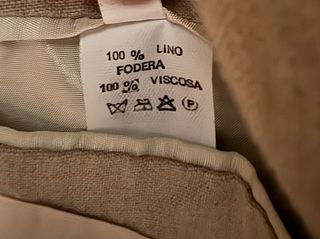 100 % LINO
FODERA
100 % VISCOSA
P